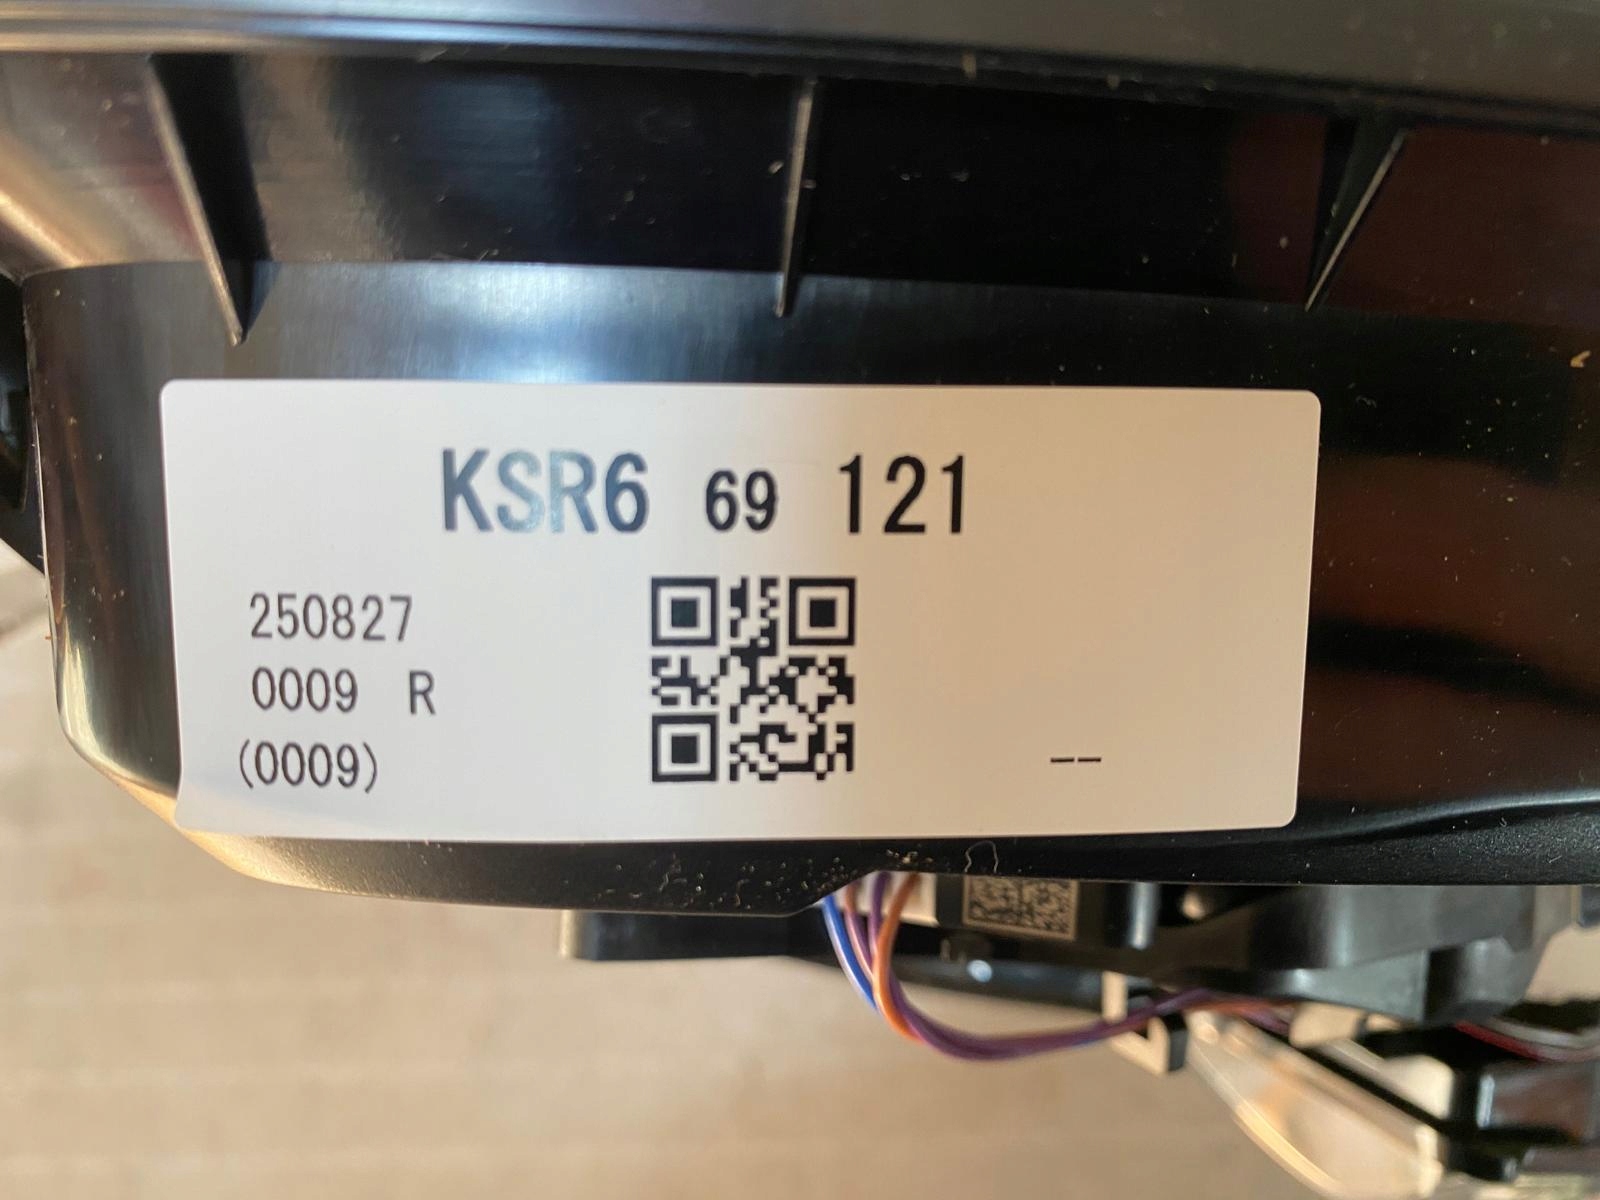 KSR6 69 121
250827
0009 R
(0009)
--